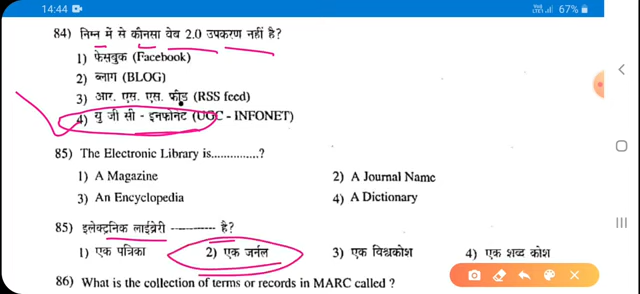 14:44 67%
84) निम्न में से कौनसा वेब 2.0 उपकरण नहीं है?
1) फेसबुक (Facebook)
2) ब्लाग (BLOG)
3) आर. एस. एस. फीड (RSS feed)
4) यु जी सी - इनफोनेट (UGC - INFONET)
85) The Electronic Library is..............?
1) A Magazine 2) A Journal Name
3) An Encyclopedia 4) A Dictionary
85) इलेक्ट्रनिक लाईब्रेरी ---------- है?
1) एक पत्रिका 2) एक जर्नल 3) एक विश्वकोश 4) एक शब्द कोश
86) What is the collection of terms or records in MARC called ?